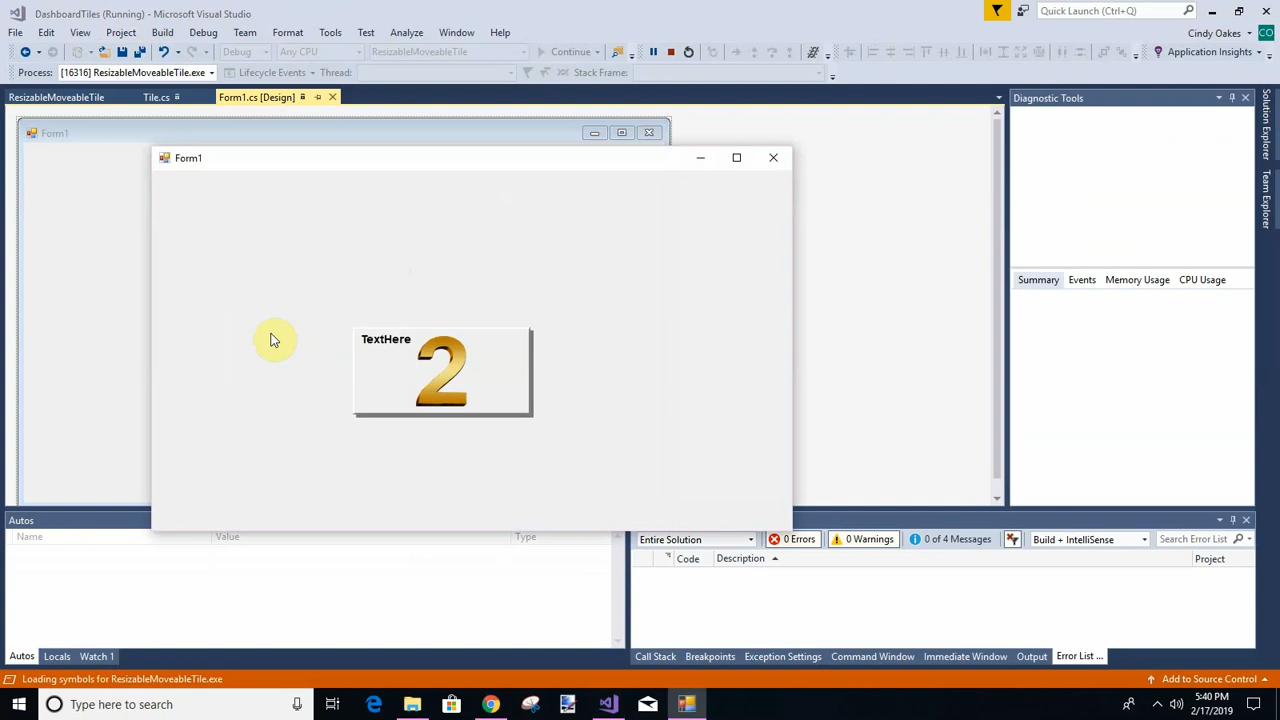 DashboardTiles (Running) - Microsoft Visual Studio
Quick Launch (Ctrl+Q)
File Edit View Project Build Debug Team Format Tools Test Analyze Window Help
Cindy Oakes CO
Debug Any CPU ResizableMoveableTile Continue Application Insights
Process: [16316] ResizableMoveableTile.exe Lifecycle Events Thread: Stack Frame:
ResizableMoveableTile Tile.cs Form1.cs [Design]
Diagnostic Tools
Solution Explorer
Team Explorer
Form1
Form1
Summary Events Memory Usage CPU Usage
TextHere
2
Autos
Name Value Type
Entire Solution 0 Errors 0 Warnings 0 of 4 Messages Build + IntelliSense Search Error List
Code Description Project
Autos Locals Watch 1
Call Stack Breakpoints Exception Settings Command Window Immediate Window Output Error List ...
Loading symbols for ResizableMoveableTile.exe
Add to Source Control
Type here to search
5:40 PM
2/17/2019